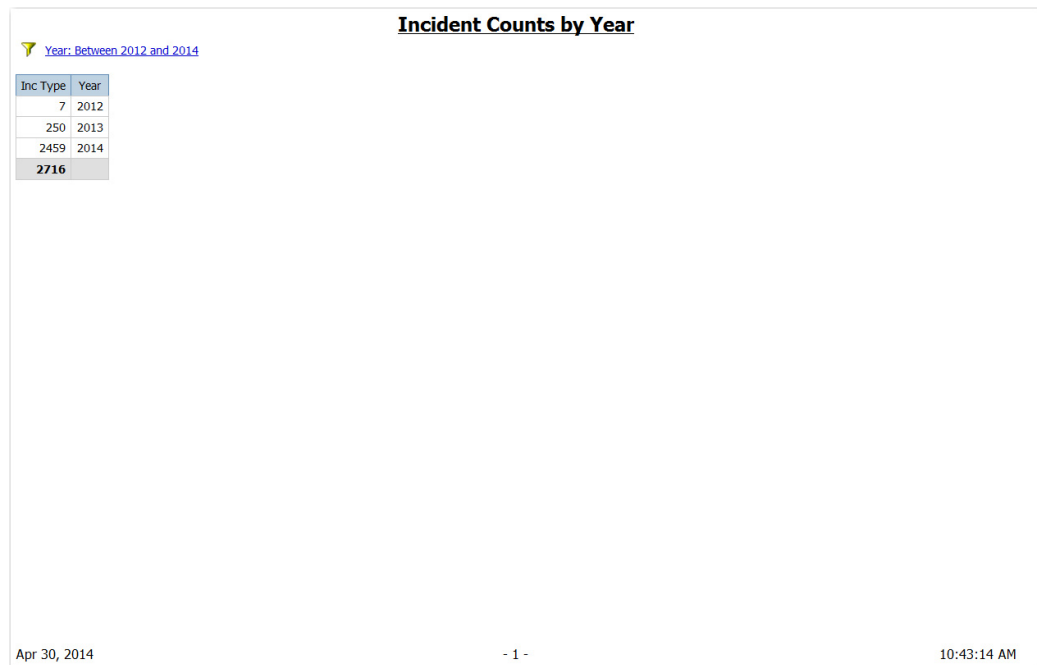 Incident Counts by Year
Year: Between 2012 and 2014
Inc Type Year
7 2012
250 2013
2459 2014
2716
Apr 30, 2014 - 1 - 10:43:14 AM